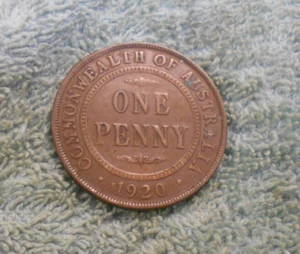 COMMONWEALTH OF AUSTRALIA
ONE
PENNY
1920